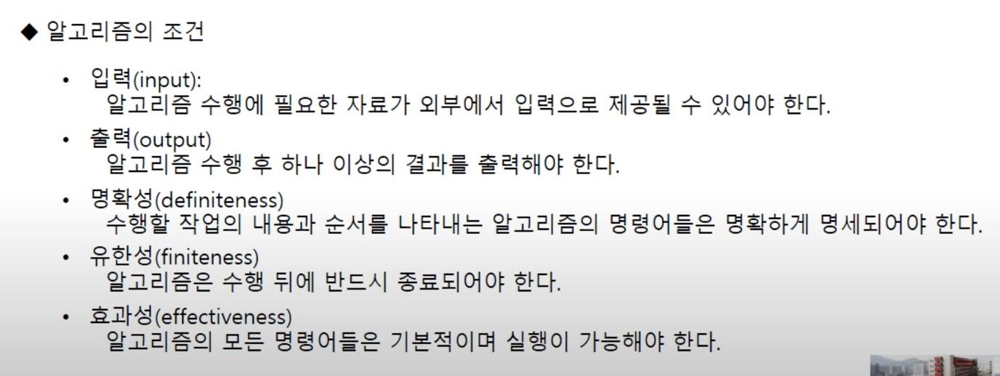 ◆ 알고리즘의 조건
• 입력(input):
알고리즘 수행에 필요한 자료가 외부에서 입력으로 제공될 수 있어야 한다.
• 출력(output)
알고리즘 수행 후 하나 이상의 결과를 출력해야 한다.
• 명확성(definiteness)
수행할 작업의 내용과 순서를 나타내는 알고리즘의 명령어들은 명확하게 명세되어야 한다.
• 유한성(finiteness)
알고리즘은 수행 뒤에 반드시 종료되어야 한다.
• 효과성(effectiveness)
알고리즘의 모든 명령어들은 기본적이며 실행이 가능해야 한다.